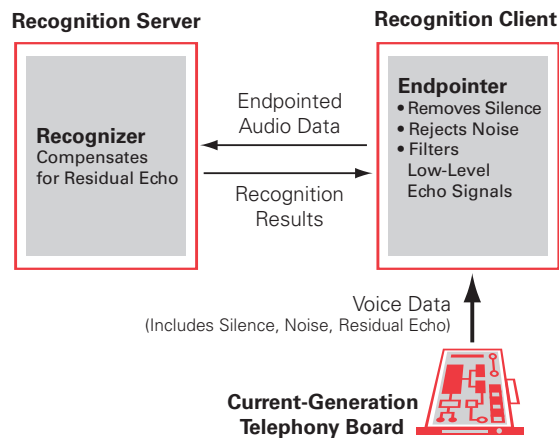 Recognition Server
Recognition Client
Recognizer
Compensates
for Residual Echo
Endpointed
Audio Data
Recognition
Results
Endpointer
• Removes Silence
• Rejects Noise
• Filters
Low-Level
Echo Signals
Voice Data
(Includes Silence, Noise, Residual Echo)
Current-Generation
Telephony Board